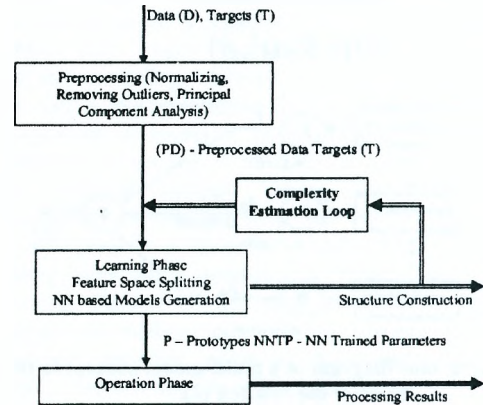 Data (D), Targets (T)
Preprocessing (Normalizing,
Removing Outliers, Principal
Component Analysis)
(PD) - Preprocessed Data Targets (T)
Complexity
Estimation Loop
Learning Phase
Feature Space Splitting
NN based Models Generation
Structure Construction
P – Prototypes NNTP - NN Trained Parameters
Operation Phase
Processing Results